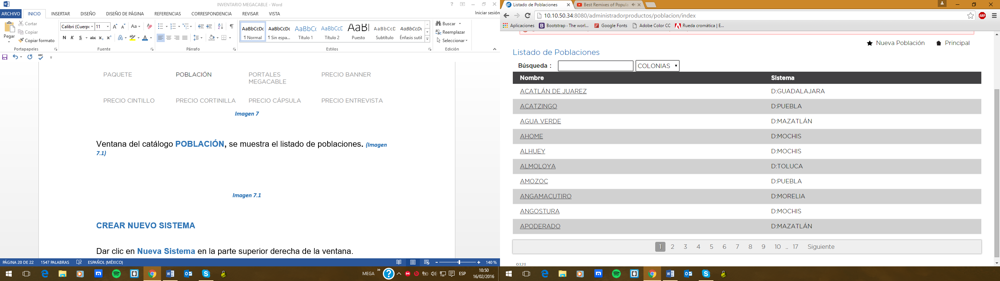 INVENTARIO MEGACABLE - Word
ARCHIVO INICIO INSERTAR DISEÑO DISEÑO DE PÁGINA REFERENCIAS CORRESPONDENCIA REVISAR VISTA Iniciar sesión
Pegar
Cortar
Copiar
Copiar formato
Portapapeles
Calibri (Cuerpo 11
N K S abc x₂ x²
Fuente
Párrafo
AaBbCcDc AaBbCcDc AaBbCc AaBbCcE AaBl AaBbCcD AaBbCcDc
¶ Normal ¶ Sin espa... Título 1 Título 2 Puesto Subtítulo Énfasis sutil
Estilos
Buscar
Reemplazar
Seleccionar
Edición
PAQUETE POBLACIÓN PORTALES MEGACABLE PRECIO BANNER
PRECIO CINTILLO PRECIO CORTINILLA PRECIO CÁPSULA PRECIO ENTREVISTA
Imagen 7
Ventana del catálogo POBLACIÓN, se muestra el listado de poblaciones. (Imagen
7.1)
Imagen 7.1
CREAR NUEVO SISTEMA
Dar clic en Nueva Sistema en la parte superior derecha de la ventana.
PÁGINA 20 DE 22 1547 PALABRAS ESPAÑOL (MÉXICO) 140 %
MEGA ESP 10:50
16/02/2016
Listado de Poblaciones Best Remixes of Popula
10.10.50.34:8080/administradorproductos/poblacion/index ABP
Aplicaciones Bootstrap · The worl... Google Fonts Adobe Color CC Rueda cromática | E...
Nueva Población Principal
Listado de Poblaciones
Búsqueda : COLONIAS
Nombre Sistema
ACATLÁN DE JUAREZ D:GUADALAJARA
ACATZINGO D:PUEBLA
AGUA VERDE D:MAZATLÁN
AHOME D:MOCHIS
ALHUEY D:MOCHIS
ALMOLOYA D:TOLUCA
AMOZOC D:PUEBLA
ANGAMACUTIRO D:MORELIA
ANGOSTURA D:MOCHIS
APODERADO D:MAZATLÁN
1 2 3 4 5 6 7 8 9 10 .. 17 Siguiente
0.1.23